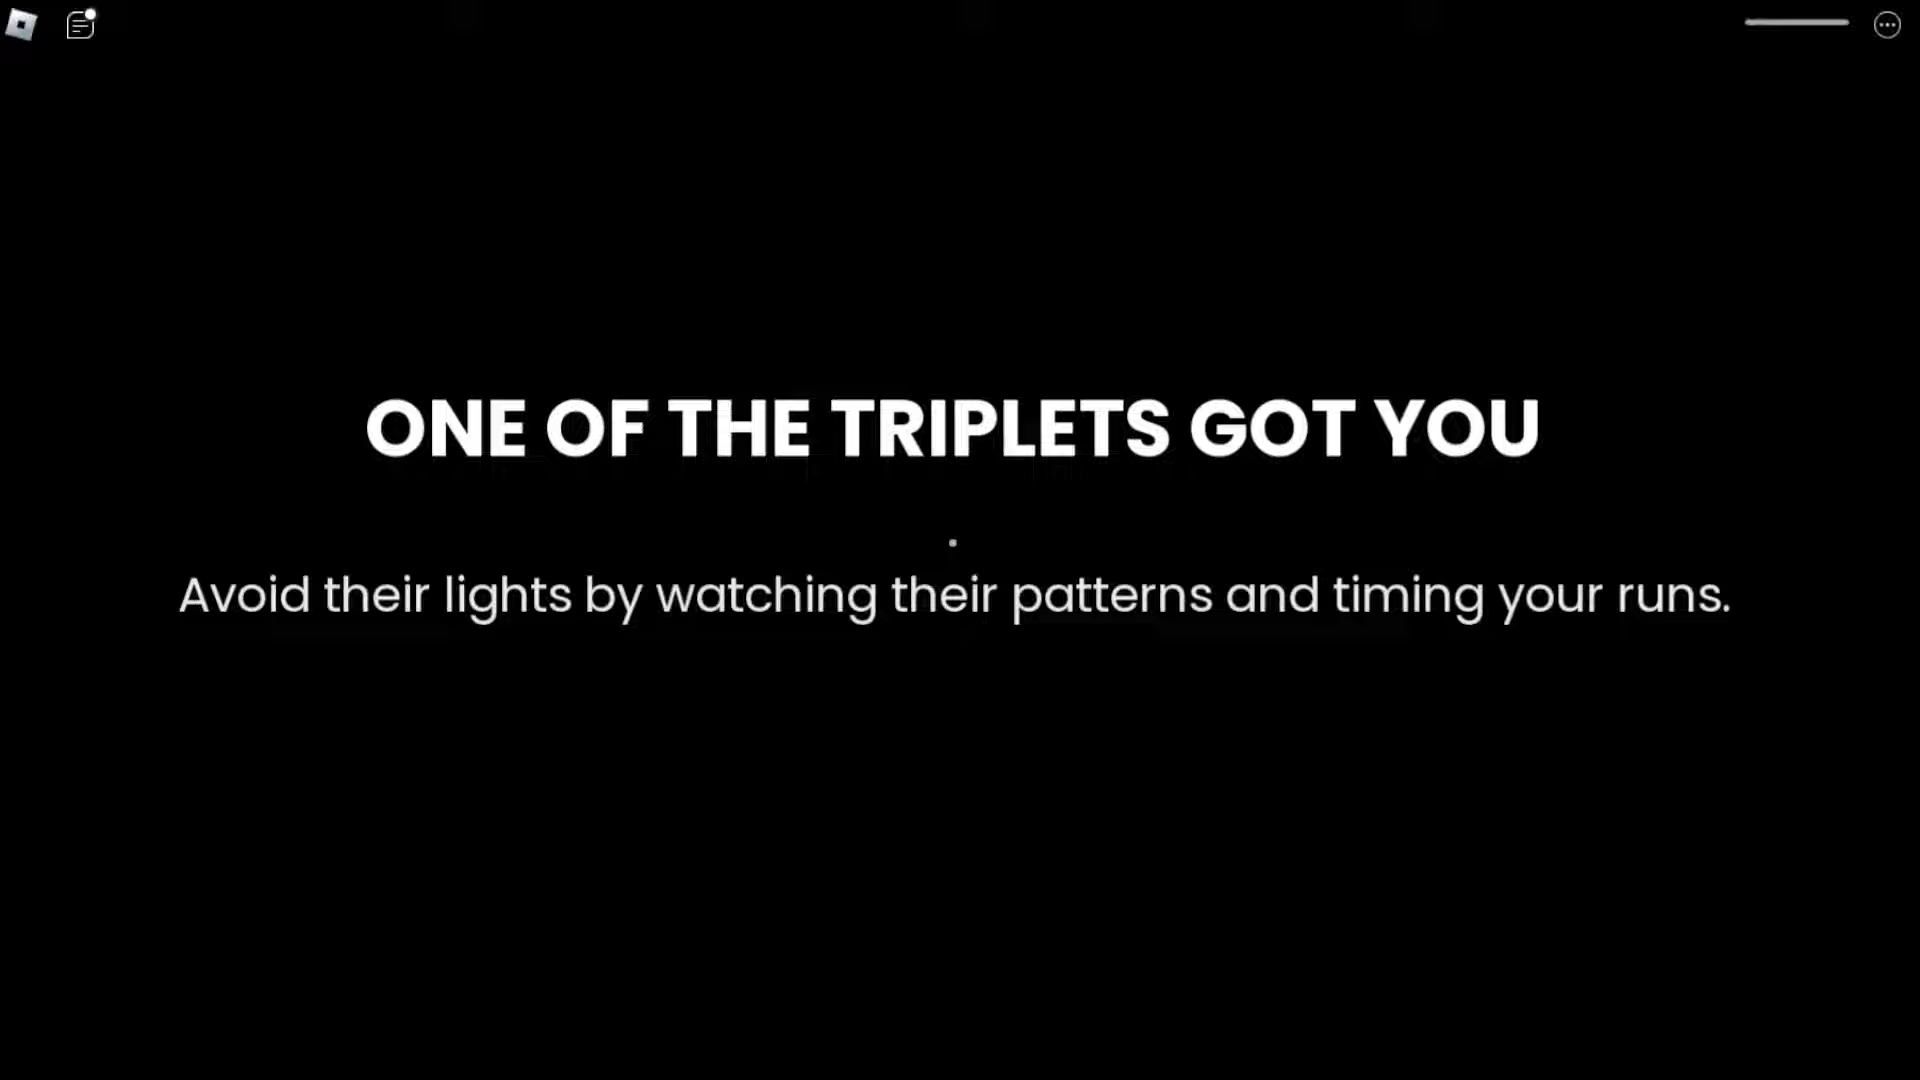 ONE OF THE TRIPLETS GOT YOU
Avoid their lights by watching their patterns and timing your runs.